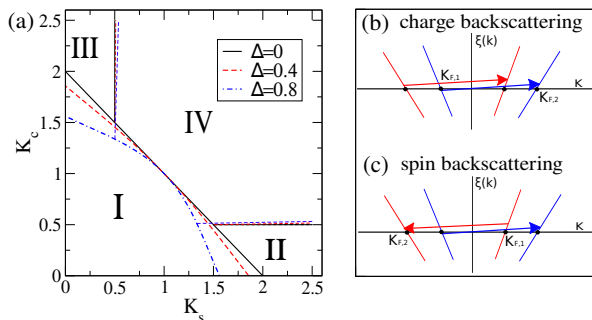 (a)
III
IV
I
II
Δ=0
Δ=0.4
Δ=0.8
2.5
2
1.5
1
0.5
0
K_c
0 0.5 1 1.5 2 2.5
K_s
(b) charge backscattering
ξ(k)
K_F,1
K
K_F,2
(c) spin backscattering
ξ(k)
K
K_F,2
K_F,1